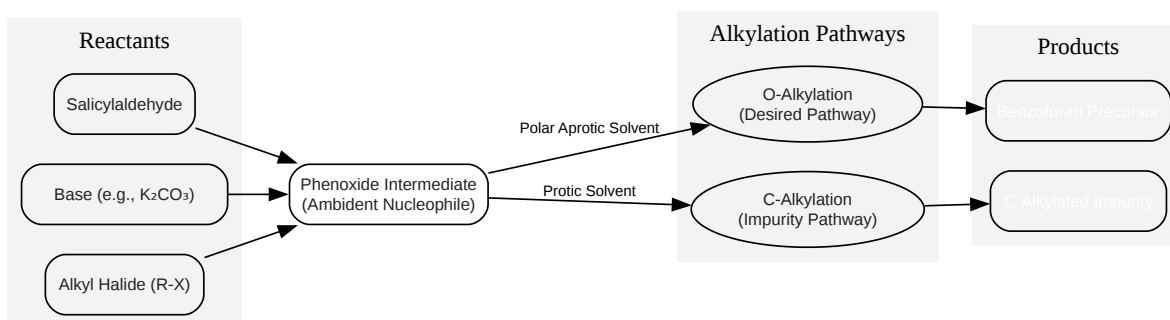 Reactants
Salicylaldehyde
Base (e.g., K₂CO₃)
Alkyl Halide (R-X)
Phenoxide Intermediate
(Ambident Nucleophile)
Polar Aprotic Solvent
Protic Solvent
Alkylation Pathways
O-Alkylation
(Desired Pathway)
C-Alkylation
(Impurity Pathway)
Products
Benzofuran Precursor
C-Alkylated Impurity